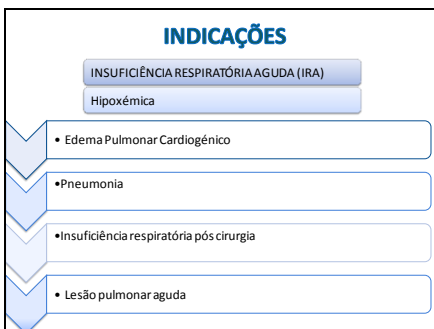 INDICAÇÕES
INSUFICIÊNCIA RESPIRATÓRIA AGUDA (IRA)
Hipoxémica
• Edema Pulmonar Cardiogénico
•Pneumonia
•Insuficiência respiratória pós cirurgia
• Lesão pulmonar aguda